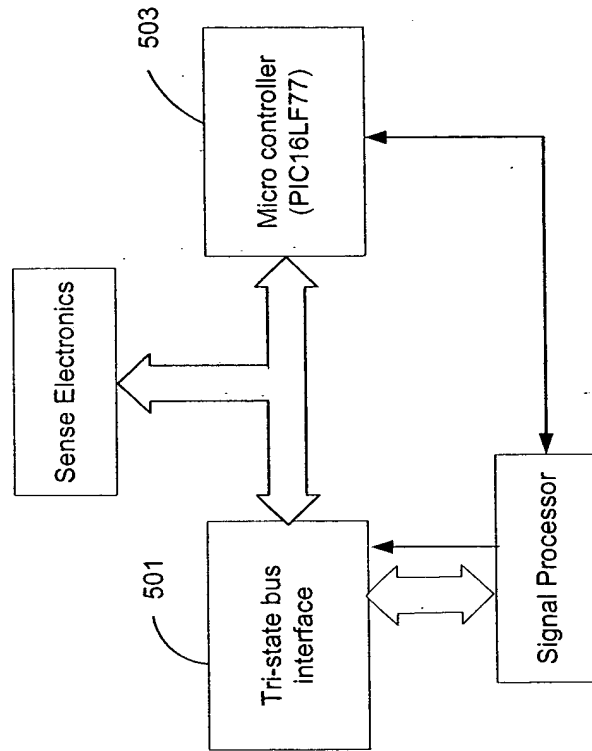 Sense Electronics
503
Micro controller
(PIC16LF77)
501
Tri-state bus
interface
Signal Processor